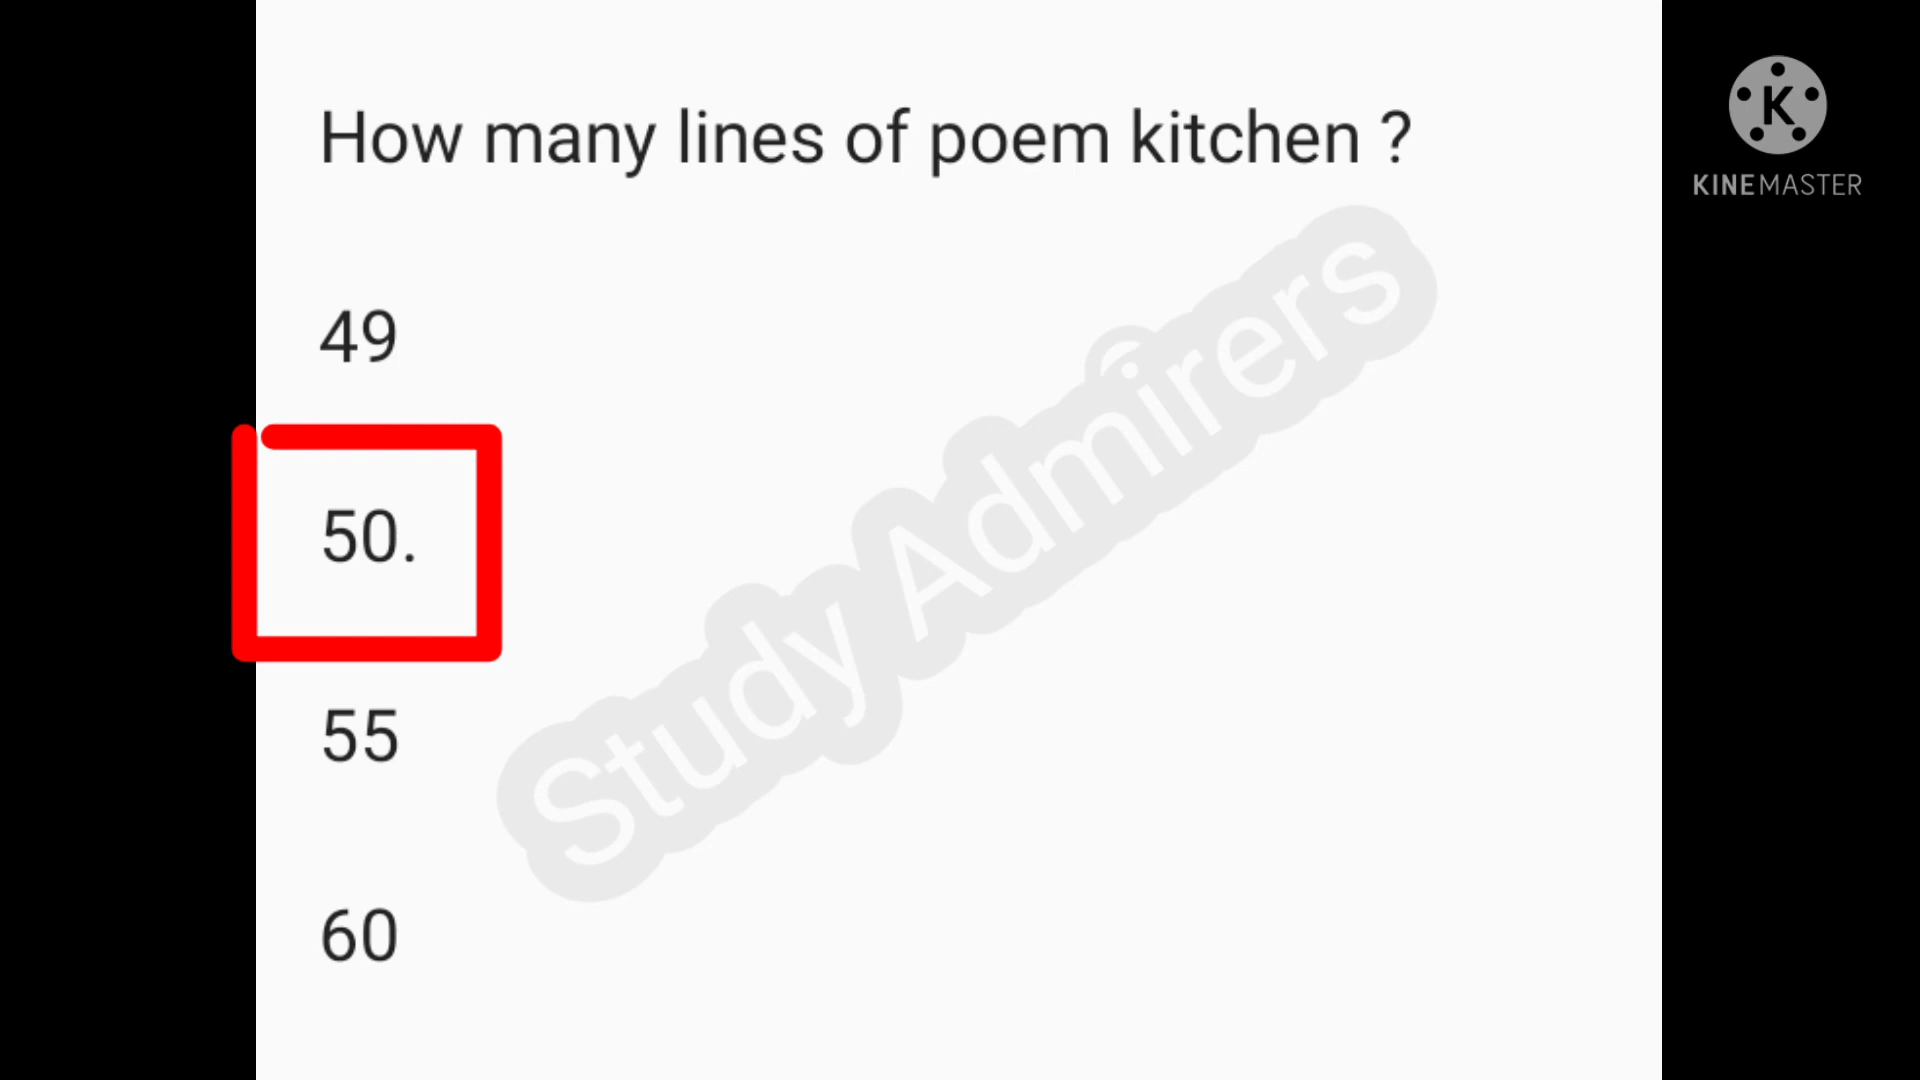 How many lines of poem kitchen ?
K
KINEMASTER
49
50.
55
60
Study Admirers